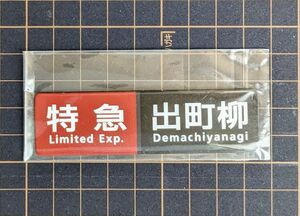 特急
Limited Exp.
出町柳
Demachiyanagi